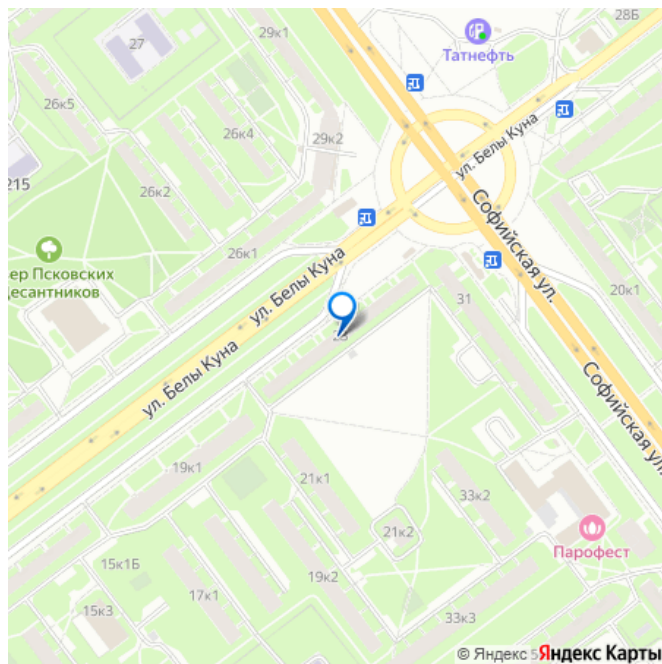 28Б
29к1
27
Татнефть
26к5
26к4
29к2
ул. Белы Куна
215
26к2
Софийская ул.
26к1
ул. Белы Куна
вер Псковских
Десантников
20к1
31
ул. Белы Куна
Софийская ул.
19к1
21к1
33к2
21к2
Парофест
15к1Б
19к2
17к1
15к3
33к3
© Яндекс
Яндекс Карты